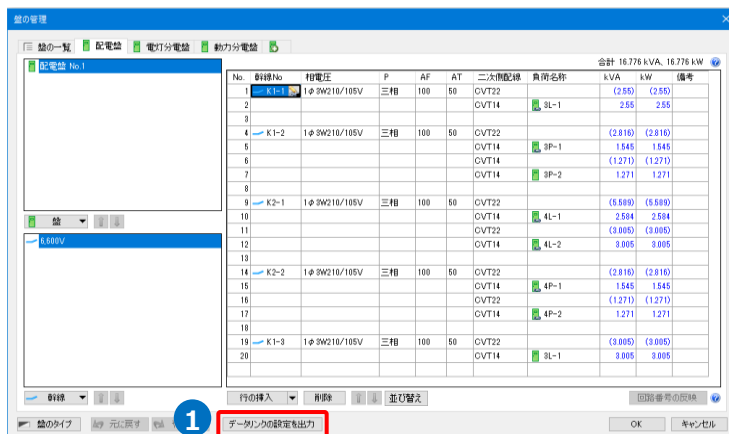 盤の管理
盤の一覧 配電盤 電灯分電盤 動力分電盤
配電盤 No.1
合計 16.776 kVA、16.776 kW
No. 幹線No 相電圧 P AF AT 二次側配線 負荷名称 kVA kW 備考
1 K1-1 1φ3W210/105V 三相 100 50 CVT22 (2.55) (2.55)
2 CVT14 3L-1 2.55 2.55
3
4 K1-2 1φ3W210/105V 三相 100 50 CVT22 (2.816) (2.816)
5 CVT14 3P-1 1.545 1.545
6 CVT22 (1.271) (1.271)
7 CVT14 3P-2 1.271 1.271
8
9 K2-1 1φ3W210/105V 三相 100 50 CVT22 (5.589) (5.589)
10 CVT14 4L-1 2.584 2.584
11 CVT22 (3.005) (3.005)
12 CVT14 4L-2 3.005 3.005
13
14 K2-2 1φ3W210/105V 三相 100 50 CVT22 (2.816) (2.816)
15 CVT14 4P-1 1.545 1.545
16 CVT22 (1.271) (1.271)
17 CVT14 4P-2 1.271 1.271
18
19 K1-3 1φ3W210/105V 三相 100 50 CVT22 (3.005) (3.005)
20 CVT14 3L-1 3.005 3.005
盤
6,600V
幹線 行の挿入 削除 並び替え 回路番号の反映
盤のタイプ 元に戻す 1 データリンクの設定を出力 OK キャンセル